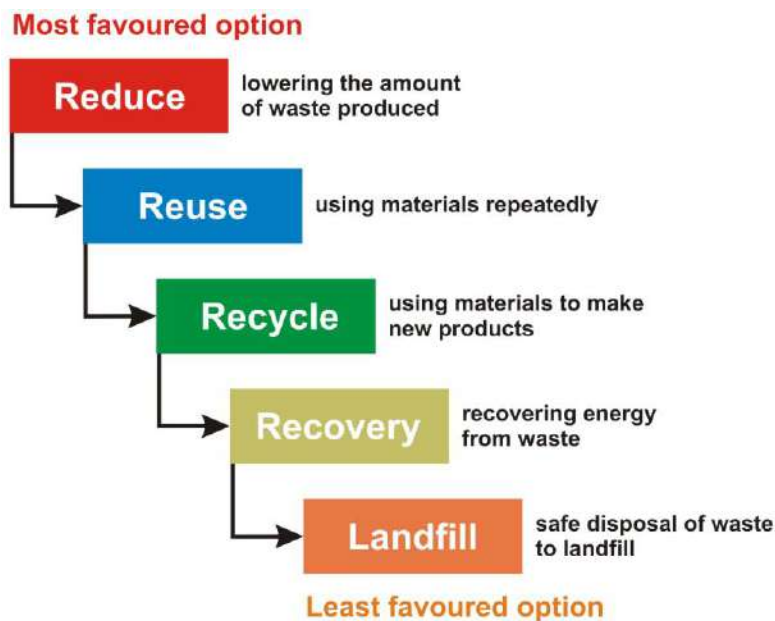 Most favoured option
Reduce
lowering the amount
of waste produced
Reuse
using materials repeatedly
Recycle
using materials to make
new products
Recovery
recovering energy
from waste
Landfill
safe disposal of waste
to landfill
Least favoured option